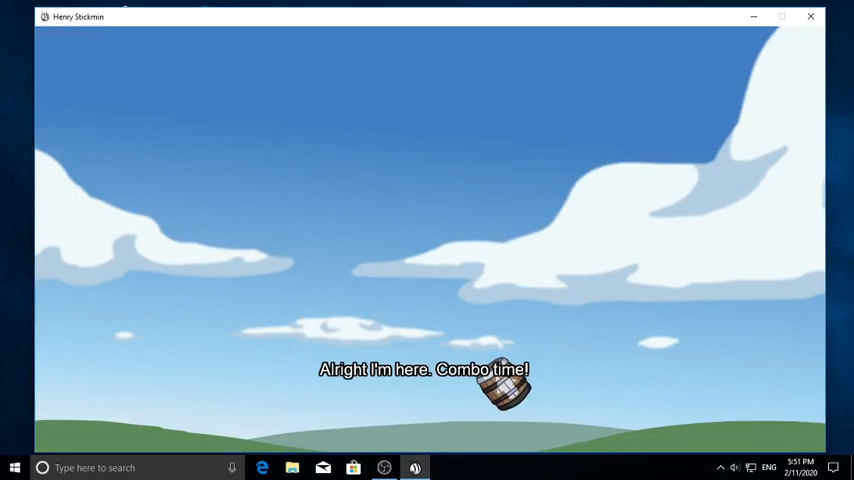 Henry Stickmin
Alright I'm here. Combo time!
Type here to search
ENG
5:51 PM
2/11/2020